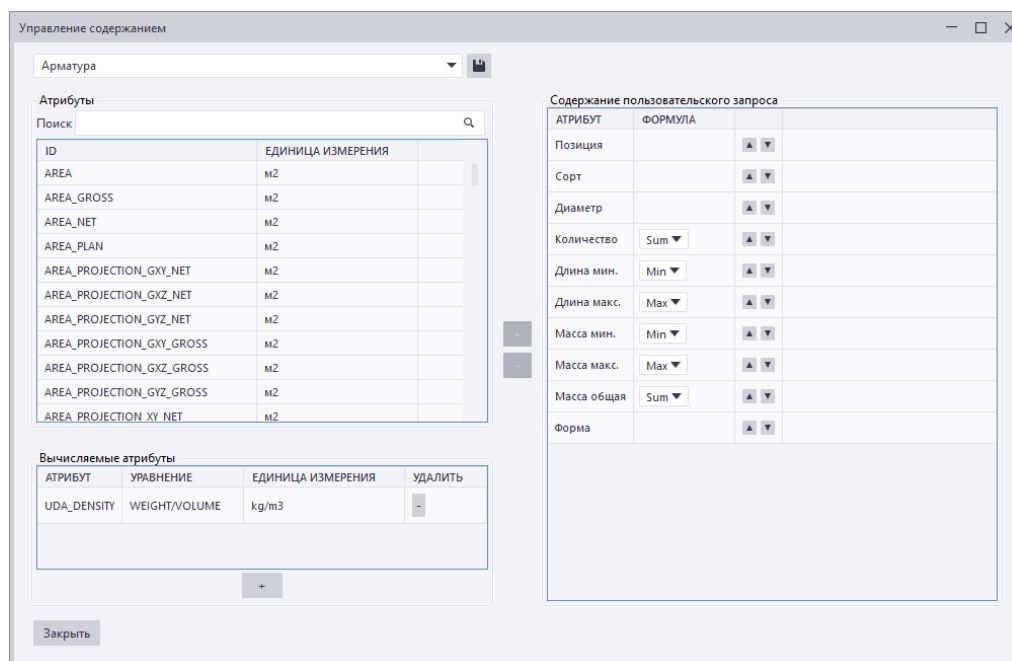 Управление содержанием
Арматура
Атрибуты
Поиск
ID ЕДИНИЦА ИЗМЕРЕНИЯ
AREA м2
AREA_GROSS м2
AREA_NET м2
AREA_PLAN м2
AREA_PROJECTION_GXY_NET м2
AREA_PROJECTION_GXZ_NET м2
AREA_PROJECTION_GYZ_NET м2
AREA_PROJECTION_GXY_GROSS м2
AREA_PROJECTION_GXZ_GROSS м2
AREA_PROJECTION_GYZ_GROSS м2
AREA_PROJECTION_XY_NET м2
+
-
Содержание пользовательского запроса
АТРИБУТ ФОРМУЛА
Позиция
Сорт
Диаметр
Количество Sum
Длина мин. Min
Длина макс. Max
Масса мин. Min
Масса макс. Max
Масса общая Sum
Форма
Вычисляемые атрибуты
АТРИБУТ УРАВНЕНИЕ ЕДИНИЦА ИЗМЕРЕНИЯ УДАЛИТЬ
UDA_DENSITY WEIGHT/VOLUME kg/m3 -
+
Закрыть